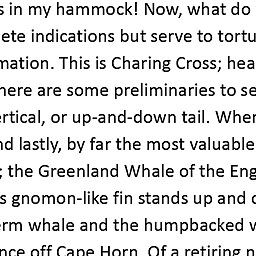 s in my hammock! Now, what do
ete indications but serve to tortu
mation. This is Charing Cross; hea
here are some preliminaries to se
ertical, or up-and-down tail. Wher
nd lastly, by far the most valuable
; the Greenland Whale of the Eng
s gnomon-like fin stands up and c
erm whale and the humpbacked w
nce off Cape Horn. Of a retiring n